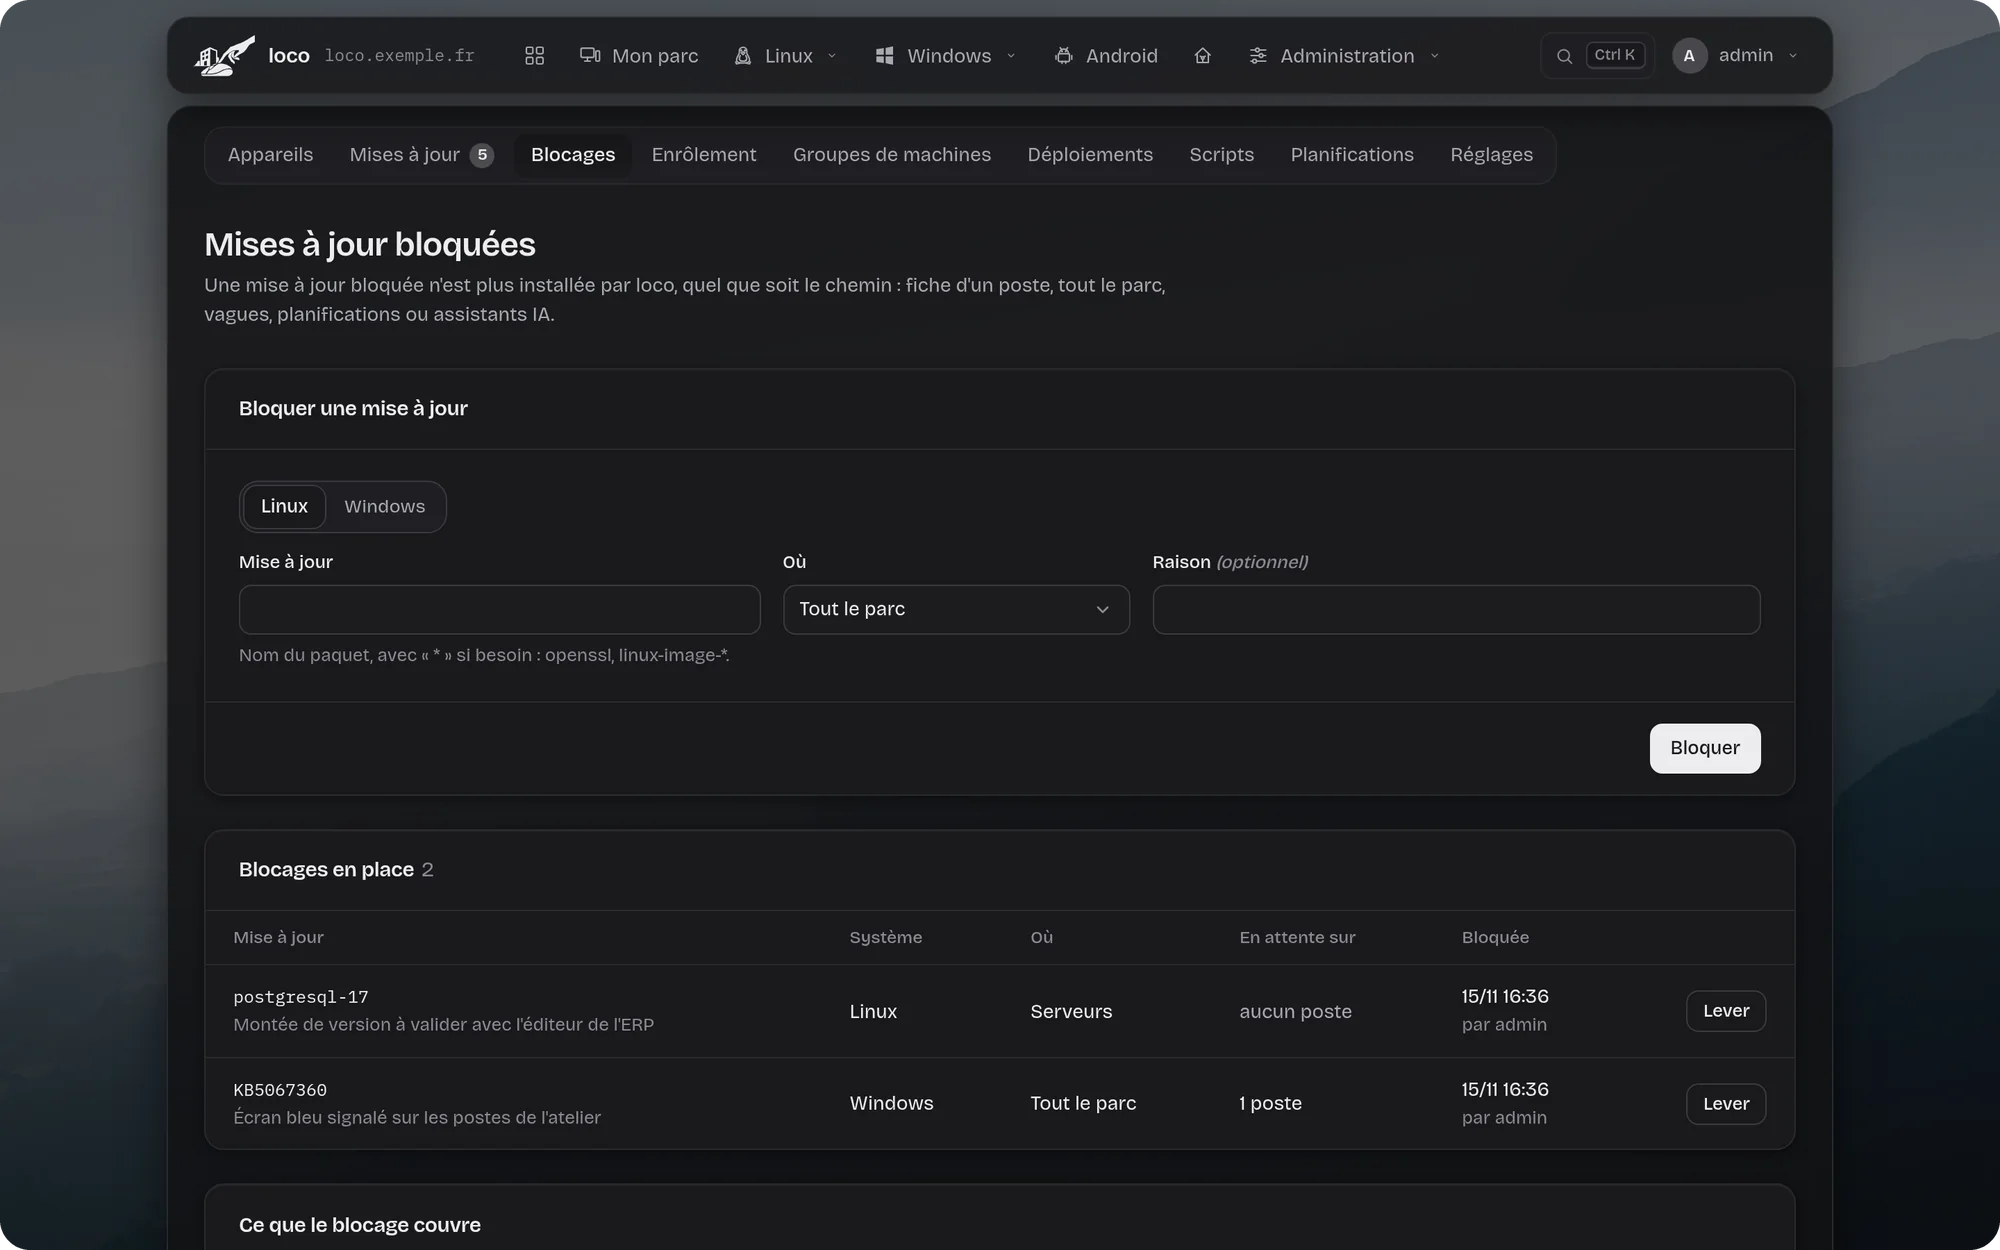 loco loco.exemple.fr Mon parc Linux Windows Android Administration Ctrl K A admin
Appareils Mises à jour 5 Blocages Enrôlement Groupes de machines Déploiements Scripts Planifications Réglages
Mises à jour bloquées
Une mise à jour bloquée n'est plus installée par loco, quel que soit le chemin : fiche d'un poste, tout le parc,
vagues, planifications ou assistants IA.
Bloquer une mise à jour
Linux Windows
Mise à jour Où Raison (optionnel)
Tout le parc
Nom du paquet, avec « * » si besoin : openssl, linux-image-*.
Bloquer
Blocages en place 2
Mise à jour Système Où En attente sur Bloquée
postgresql-17
Montée de version à valider avec l'éditeur de l'ERP
Linux Serveurs aucun poste
15/11 16:36
par admin
Lever
KB5067360
Écran bleu signalé sur les postes de l'atelier
Windows Tout le parc 1 poste
15/11 16:36
par admin
Lever
Ce que le blocage couvre